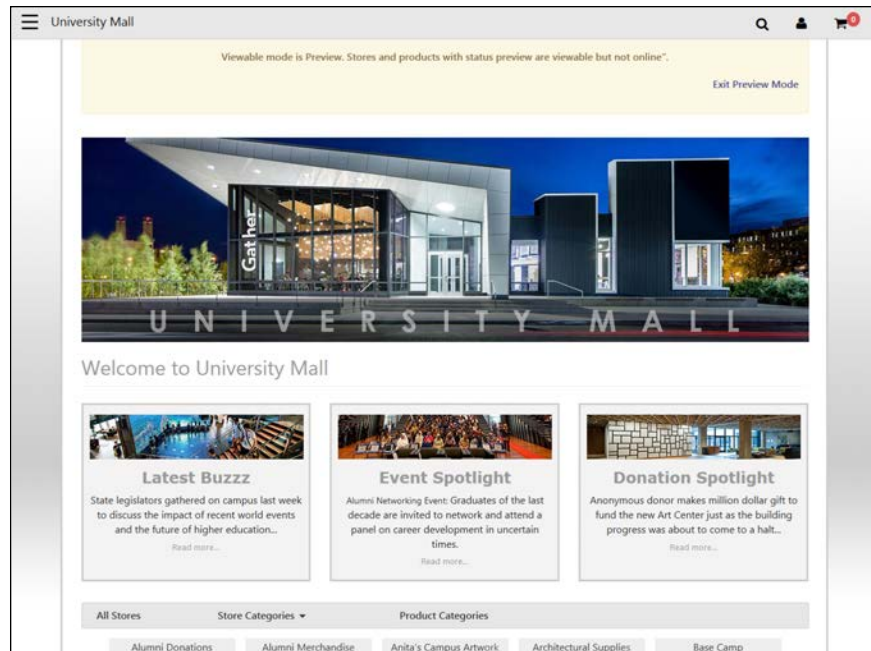 University Mall
0
Viewable mode is Preview. Stores and products with status preview are viewable but not online".
Exit Preview Mode
Gather
UNIVERSITY MALL
Welcome to University Mall
Latest Buzzz
State legislators gathered on campus last week
to discuss the impact of recent world events
and the future of higher education...
Read more...
Event Spotlight
Alumni Networking Event: Graduates of the last
decade are invited to network and attend a
panel on career development in uncertain
times.
Read more...
Donation Spotlight
Anonymous donor makes million dollar gift to
fund the new Art Center just as the building
progress was about to come to a halt...
Read more...
All Stores Store Categories Product Categories
Alumni Donations Alumni Merchandise Anita's Campus Artwork Architectural Supplies Base Camp